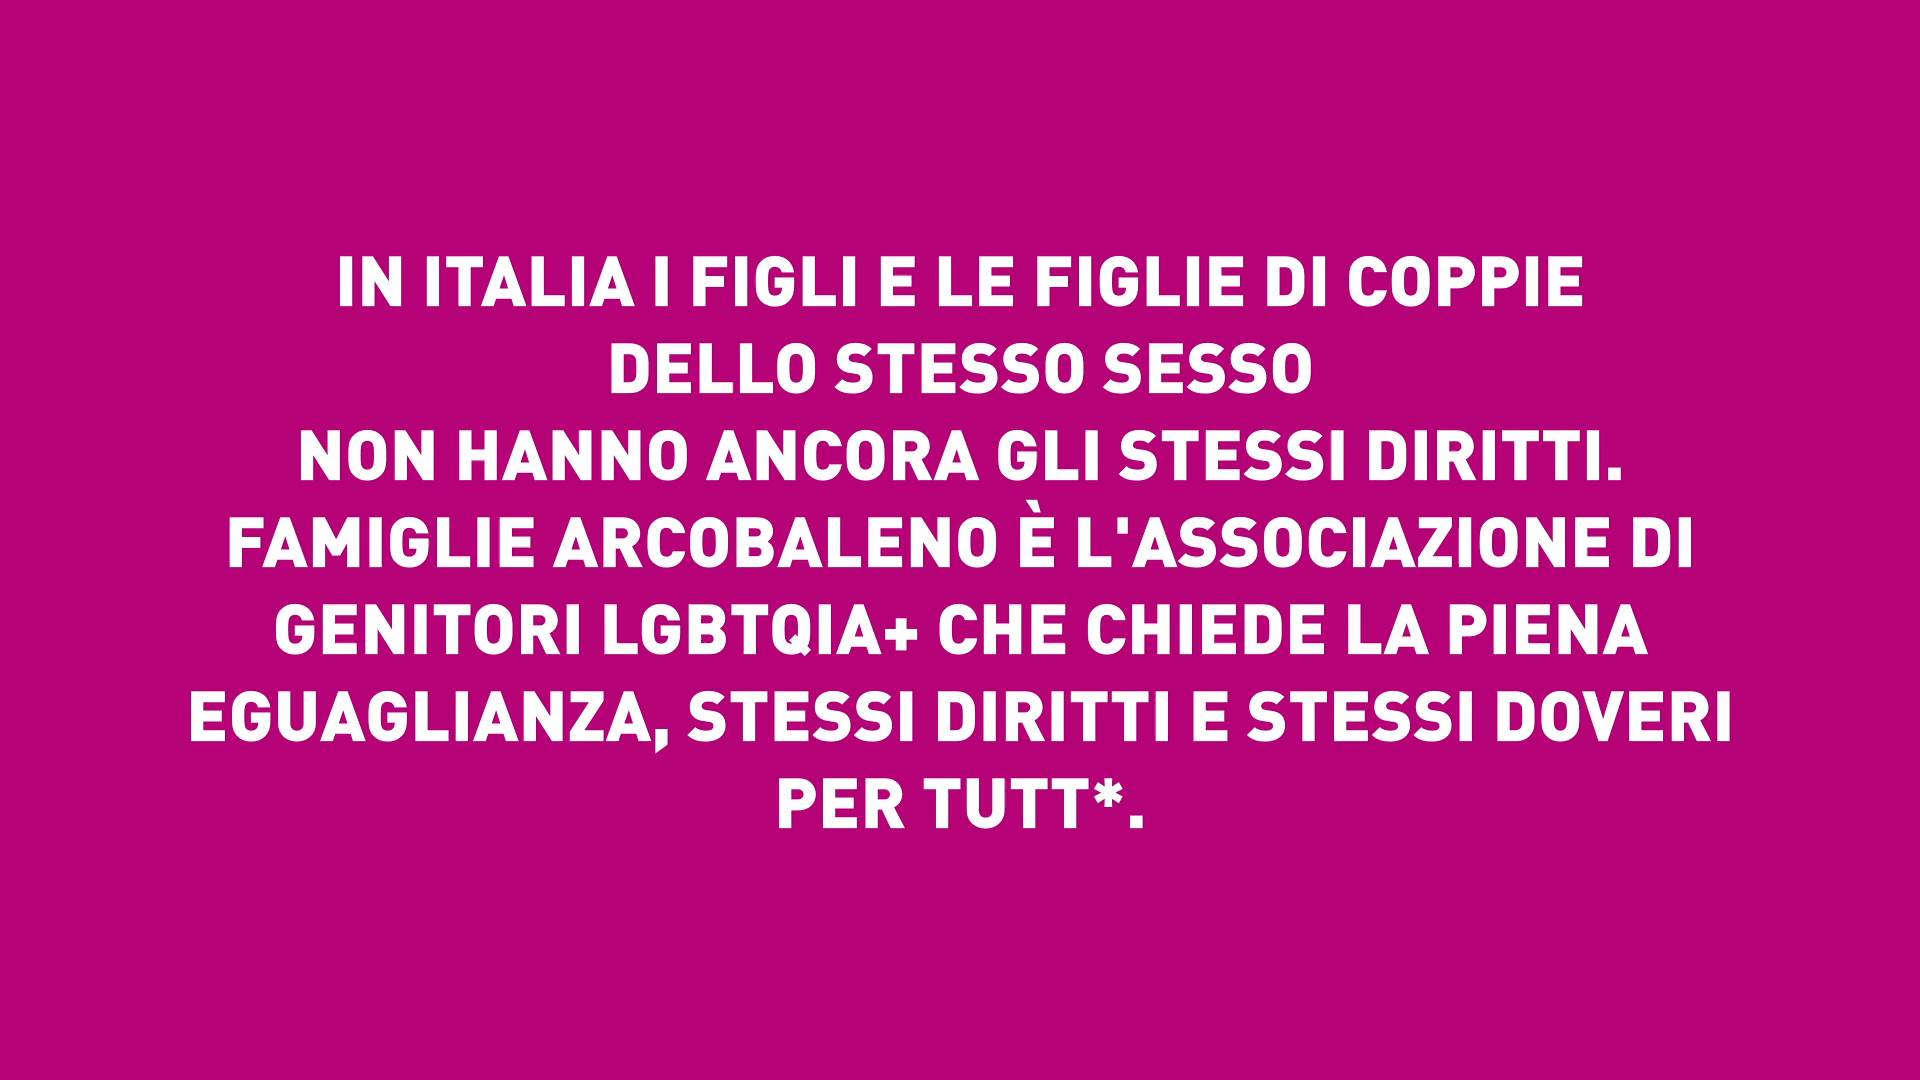 IN ITALIA I FIGLI E LE FIGLIE DI COPPIE
DELLO STESSO SESSO
NON HANNO ANCORA GLI STESSI DIRITTI.
FAMIGLIE ARCOBALENO È L'ASSOCIAZIONE DI
GENITORI LGBTQIA+ CHE CHIEDE LA PIENA
EGUAGLIANZA, STESSI DIRITTI E STESSI DOVERI
PER TUTT*.